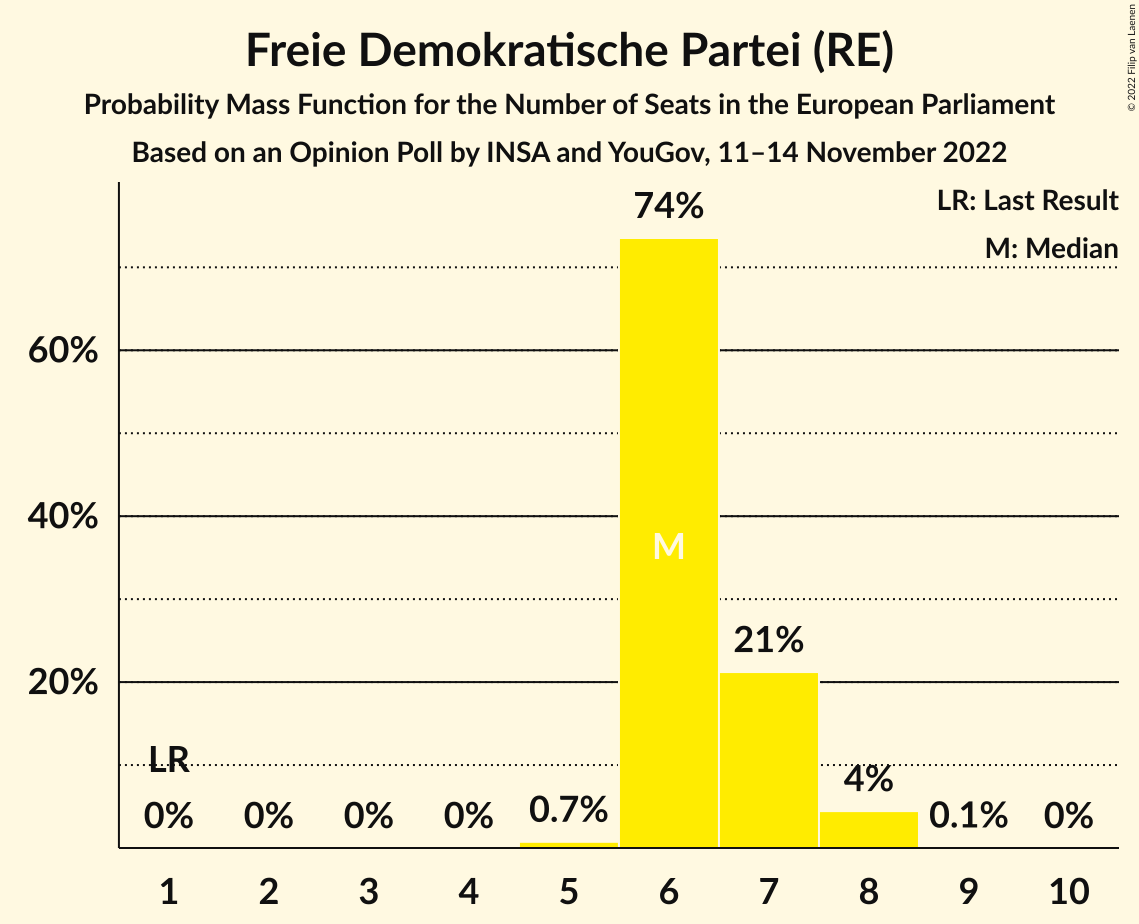 Freie Demokratische Partei (RE)
Probability Mass Function for the Number of Seats in the European Parliament
Based on an Opinion Poll by INSA and YouGov, 11–14 November 2022
© 2022 Filip van Laenen
LR: Last Result
M: Median
74%
60%
40%
M
21%
20%
LR
4%
0% 0% 0% 0% 0.7% 0.1% 0%
1 2 3 4 5 6 7 8 9 10